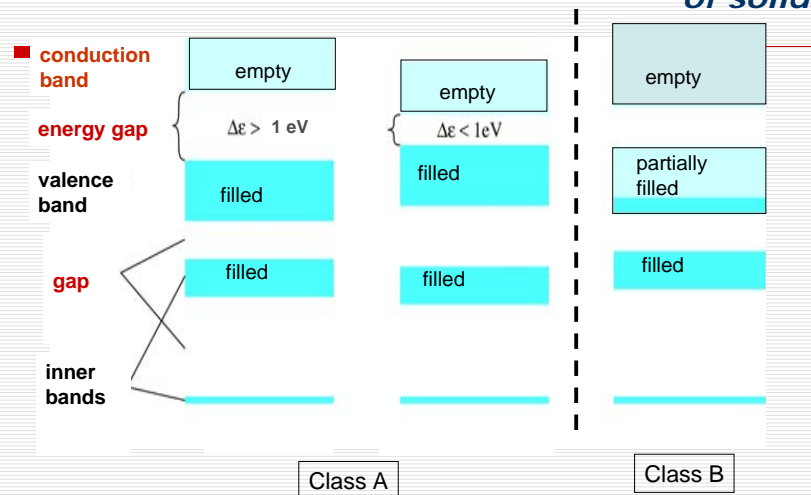 of solid
conduction
band
empty
empty
empty
energy gap
Δε > 1 eV
Δε < 1eV
valence
band
filled
filled
partially
filled
gap
filled
filled
filled
inner
bands
Class A
Class B